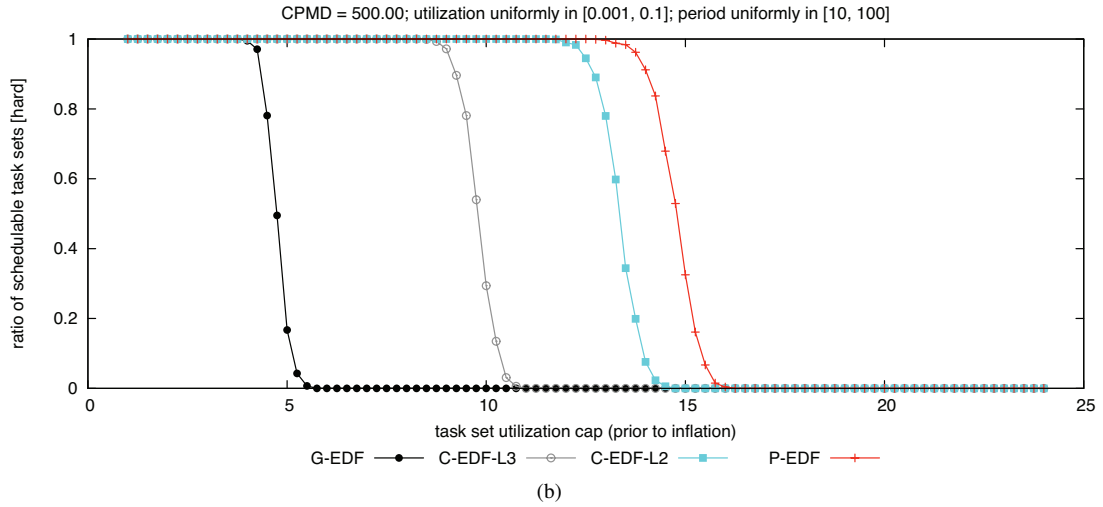 CPMD = 500.00; utilization uniformly in [0.001, 0.1]; period uniformly in [10, 100]
ratio of schedulable task sets [hard]
1
0.8
0.6
0.4
0.2
0
0 5 10 15 20 25
task set utilization cap (prior to inflation)
G-EDF C-EDF-L3 C-EDF-L2 P-EDF
(b)